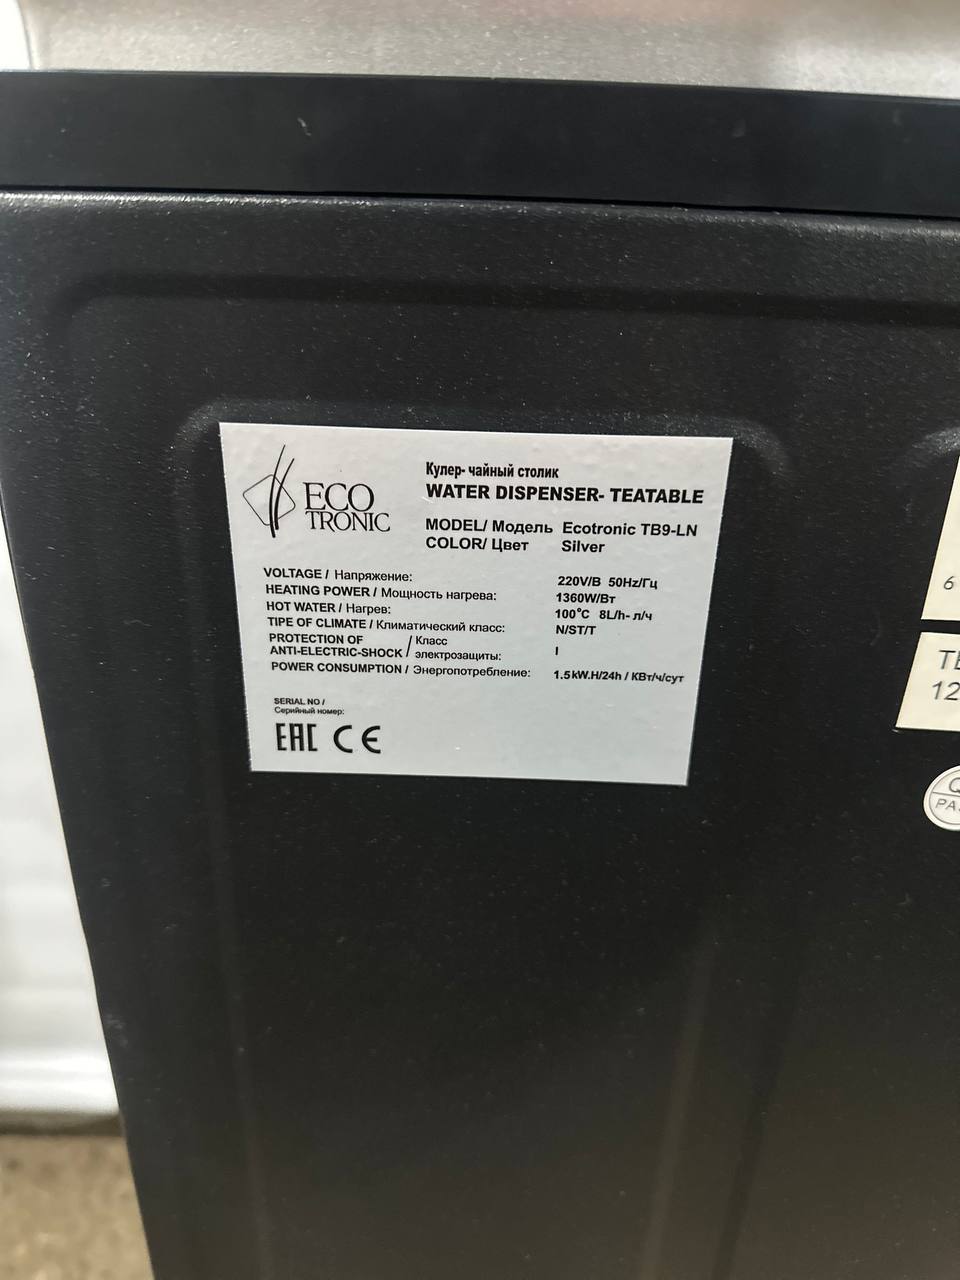 ECO
TRONIC
Кулер- чайный столик
WATER DISPENSER- TEATABLE
MODEL/ Модель Ecotronic TB9-LN
COLOR/ Цвет Silver
VOLTAGE / Напряжение: 220V/В 50Hz/Гц
HEATING POWER / Мощность нагрева: 1360W/Вт
HOT WATER / Нагрев: 100°C 8L/h- л/ч
TYPE OF CLIMATE / Климатический класс: N/ST/T
PROTECTION OF ANTI-ELECTRIC-SHOCK / Класс электрозащиты: I
POWER CONSUMPTION / Энергопотребление: 1.5kW.H/24h / КВт/ч/сут
SERIAL NO /
Серийный номер:
EAC CE
6
12